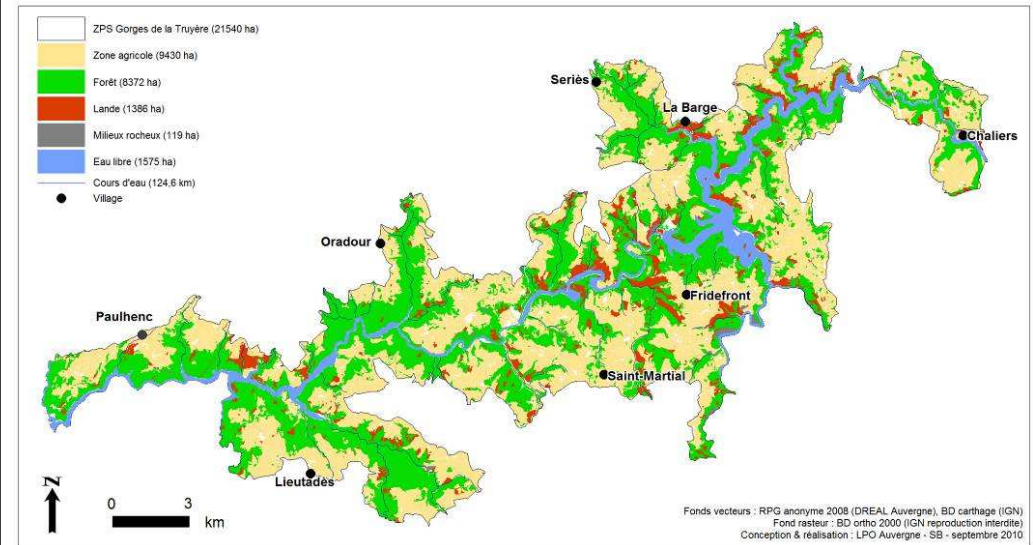 ZPS Gorges de la Truyère (21540 ha)
Zone agricole (9430 ha)
Forêt (8372 ha)
Lande (1386 ha)
Milieux rocheux (119 ha)
Eau libre (1575 ha)
Cours d'eau (124,6 km)
Village
Seriès
La Barge
Chaliers
Oradour
Fridefront
Paulhenc
Saint-Martial
Lieutadès
N
0 3
km
Fonds vecteurs : RPG anonyme 2008 (DREAL Auvergne), BD carthage (IGN)
Fond rasteur : BD ortho 2000 (IGN reproduction interdite)
Conception & réalisation : LPO Auvergne - SB - septembre 2010